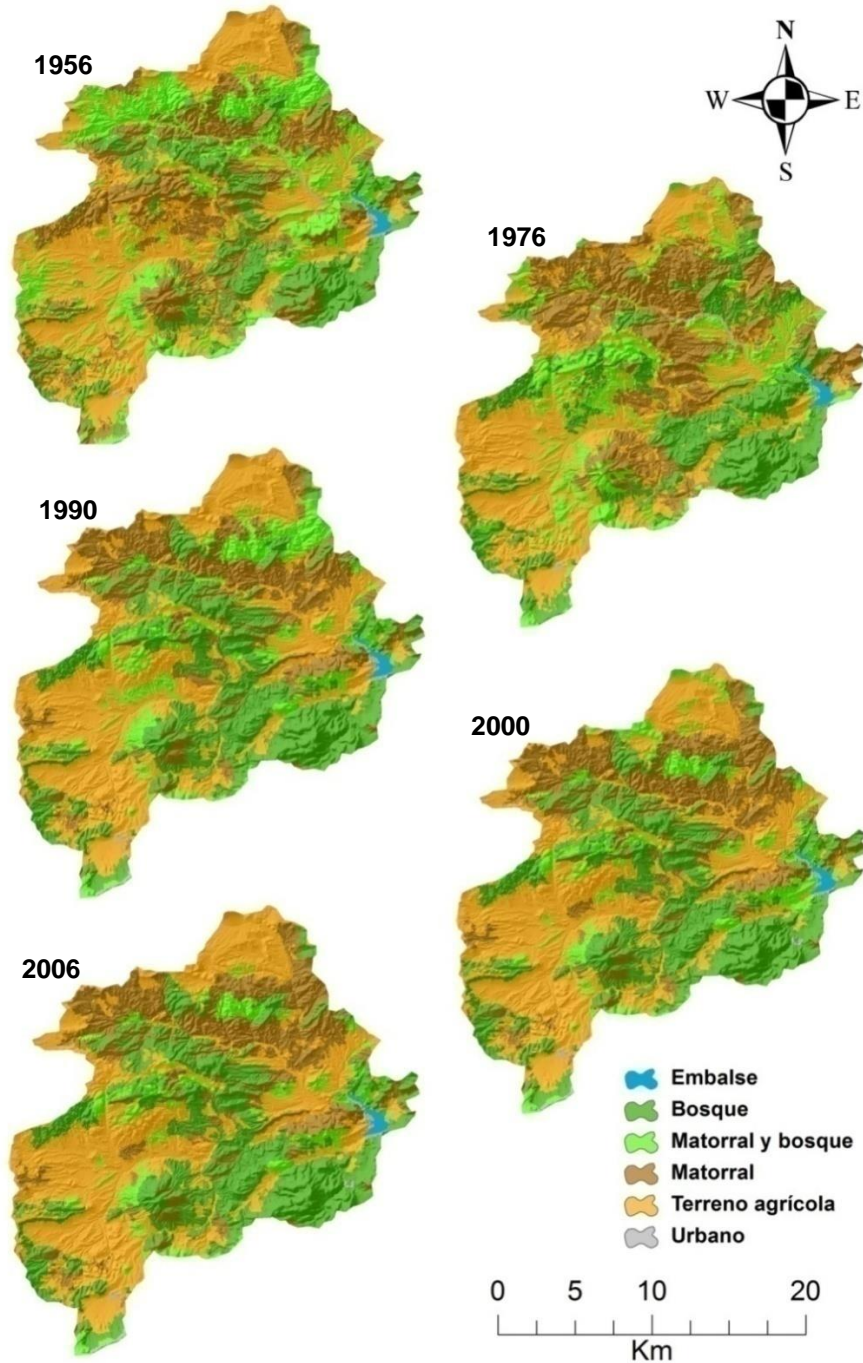 1956
N
W
E
S
1976
1990
2000
2006
Embalse
Bosque
Matorral y bosque
Matorral
Terreno agrícola
Urbano
0 5 10 20
Km